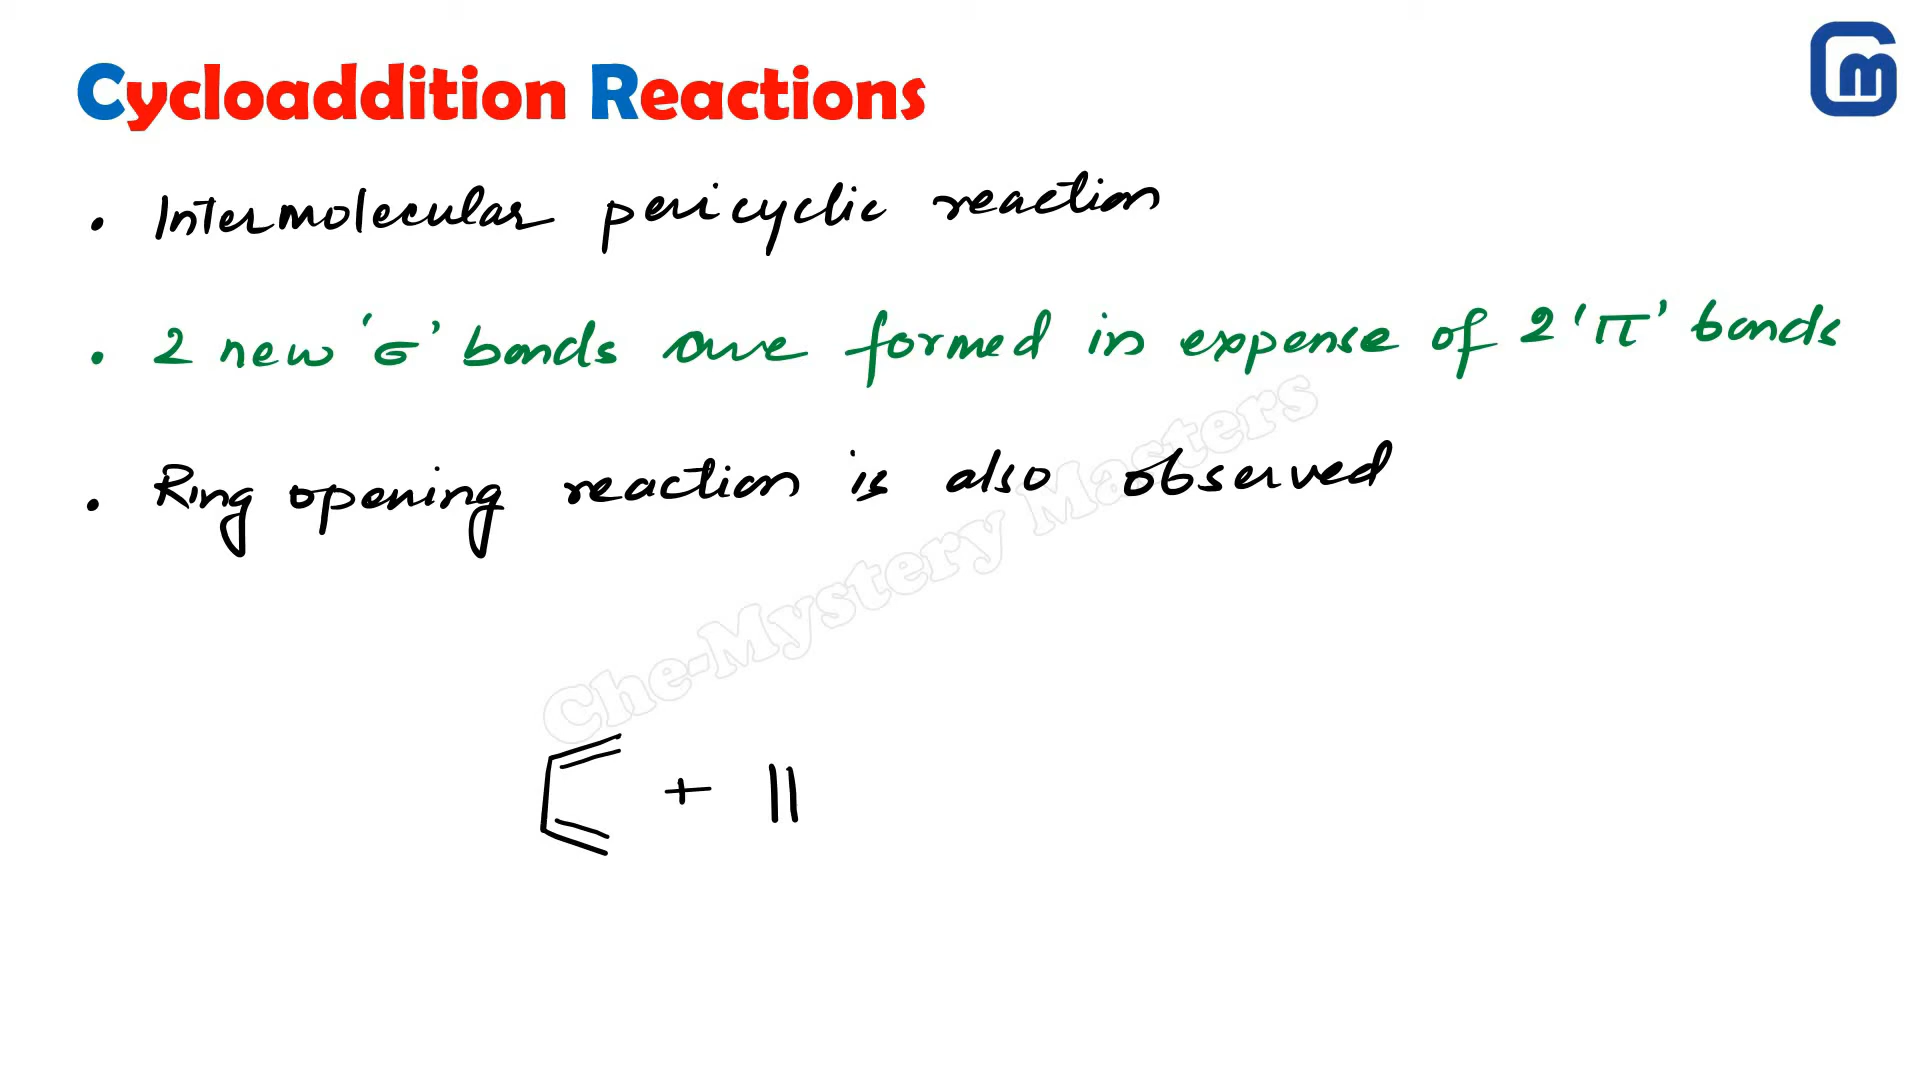 Cycloaddition Reactions
• Intermolecular pericyclic reaction
• 2 new 'σ' bonds are formed in expense of 2 'π' bonds
• Ring opening reaction is also observed
Che-Mystery Masters
+